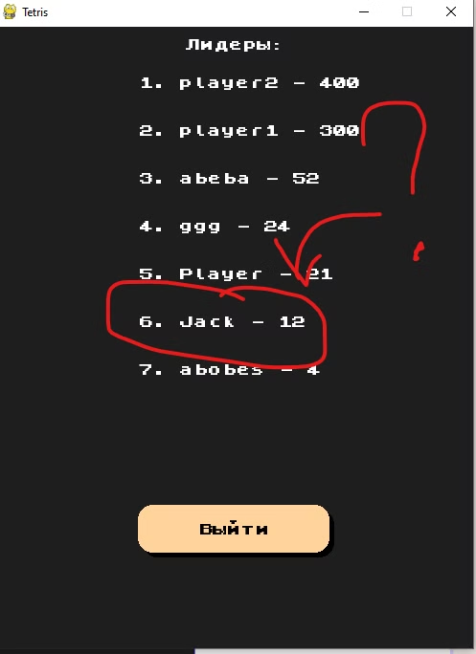 Tetris
Лидеры:
1. player2 - 400
2. player1 - 300
3. abeba - 52
4. ggg - 24
5. Player - 21
6. Jack - 12
7. abobes - 4
?
Выйти